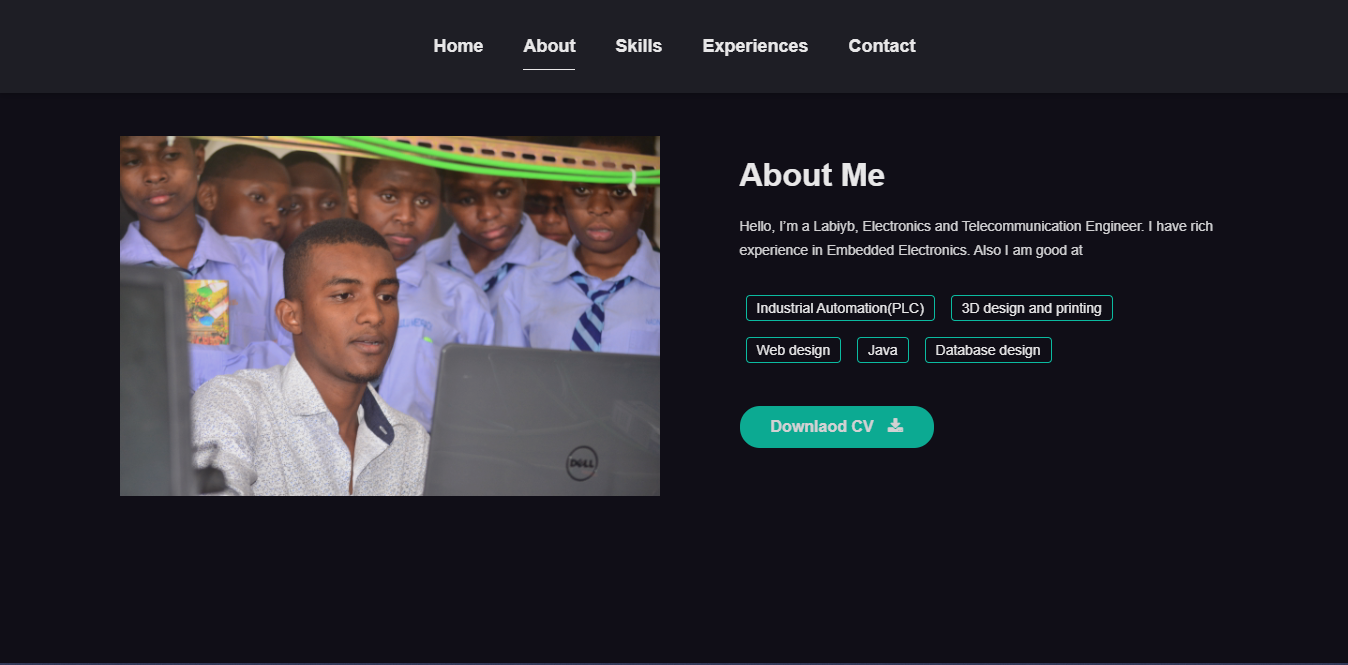 Home About Skills Experiences Contact
About Me
Hello, I'm a Labiyb, Electronics and Telecommunication Engineer. I have rich
experience in Embedded Electronics. Also I am good at
Industrial Automation(PLC) 3D design and printing
Web design Java Database design
Downlaod CV
DELL